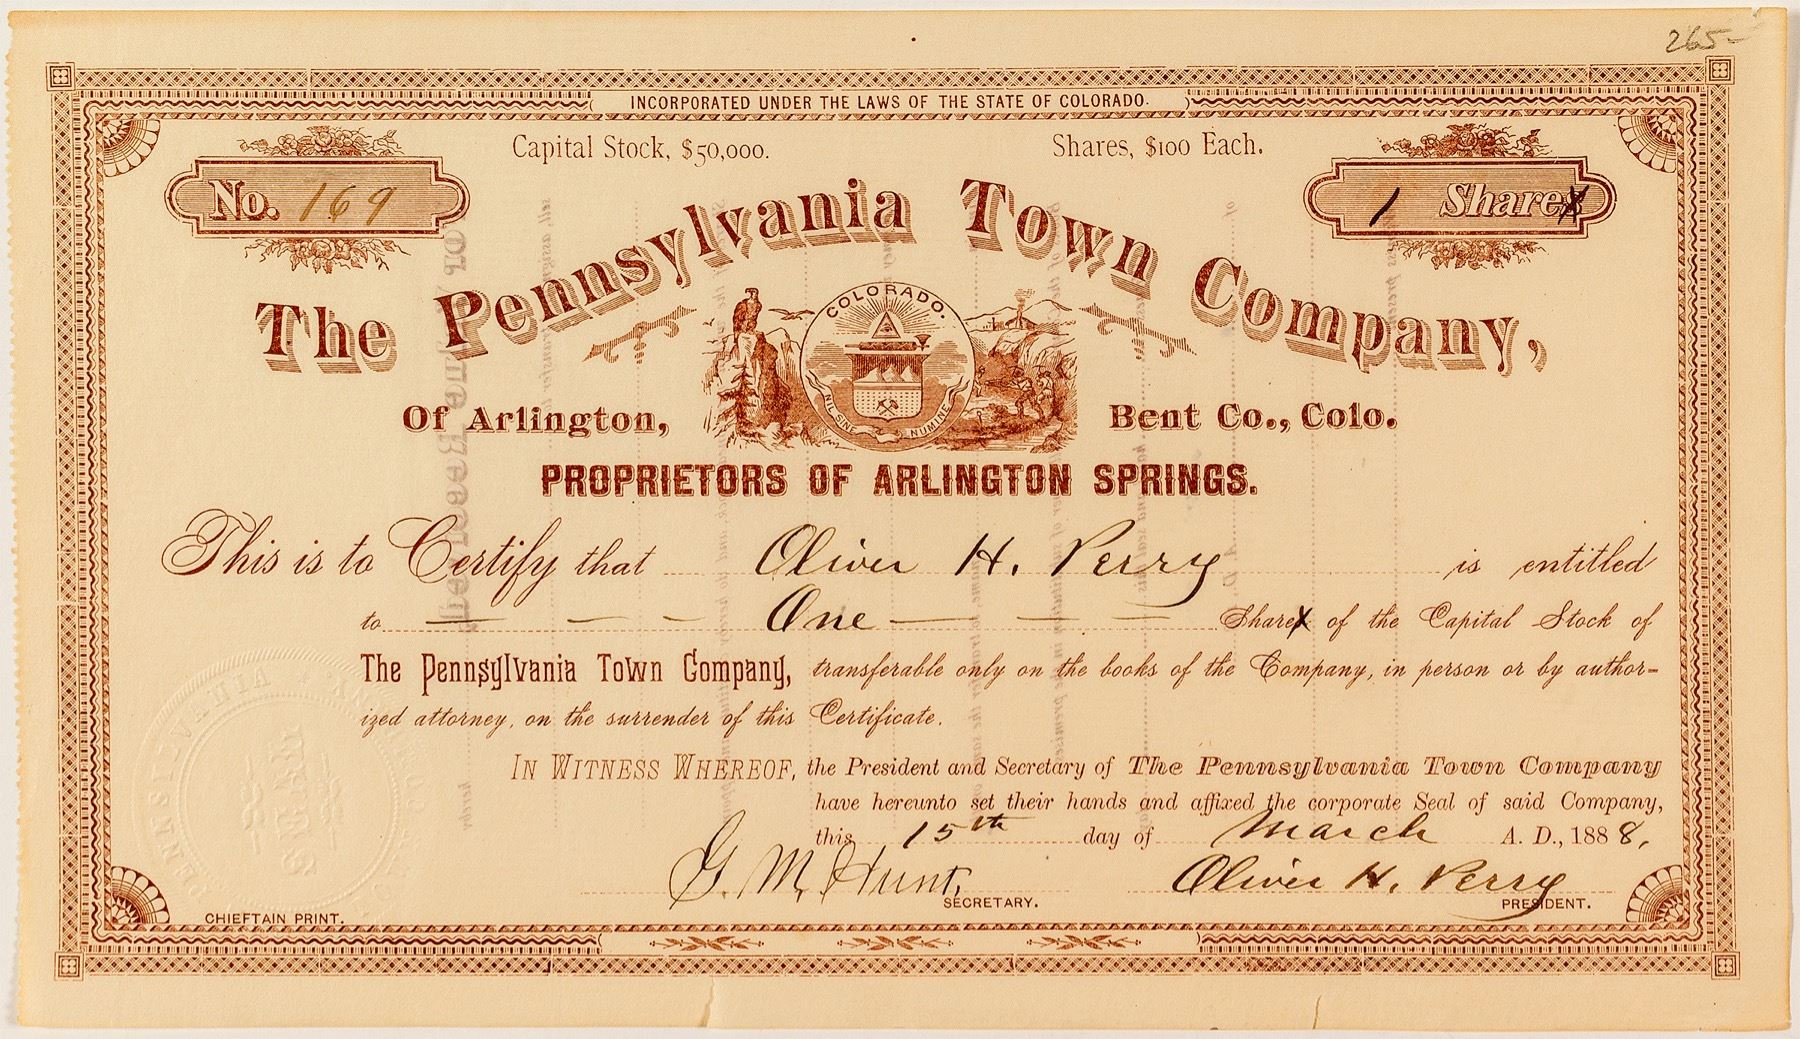 265-
INCORPORATED UNDER THE LAWS OF THE STATE OF COLORADO.
Capital Stock, $50,000.
Shares, $100 Each.
No. 169
1 Share
The Pennsylvania Town Company,
COLORADO.
NIL SINE NUMINE
Of Arlington,
Bent Co., Colo.
PROPRIETORS OF ARLINGTON SPRINGS.
This is to Certify that Oliver H. Perry is entitled
to One Share of the Capital Stock of
The Pennsylvania Town Company, transferable only on the books of the Company, in person or by author-
ized attorney, on the surrender of this Certificate.
IN WITNESS WHEREOF, the President and Secretary of The Pennsylvania Town Company
have hereunto set their hands and affixed the corporate Seal of said Company,
this 15th day of March A. D., 1888,
G. M. Hunt,
SECRETARY.
Oliver H. Perry
PRESIDENT.
CHIEFTAIN PRINT.